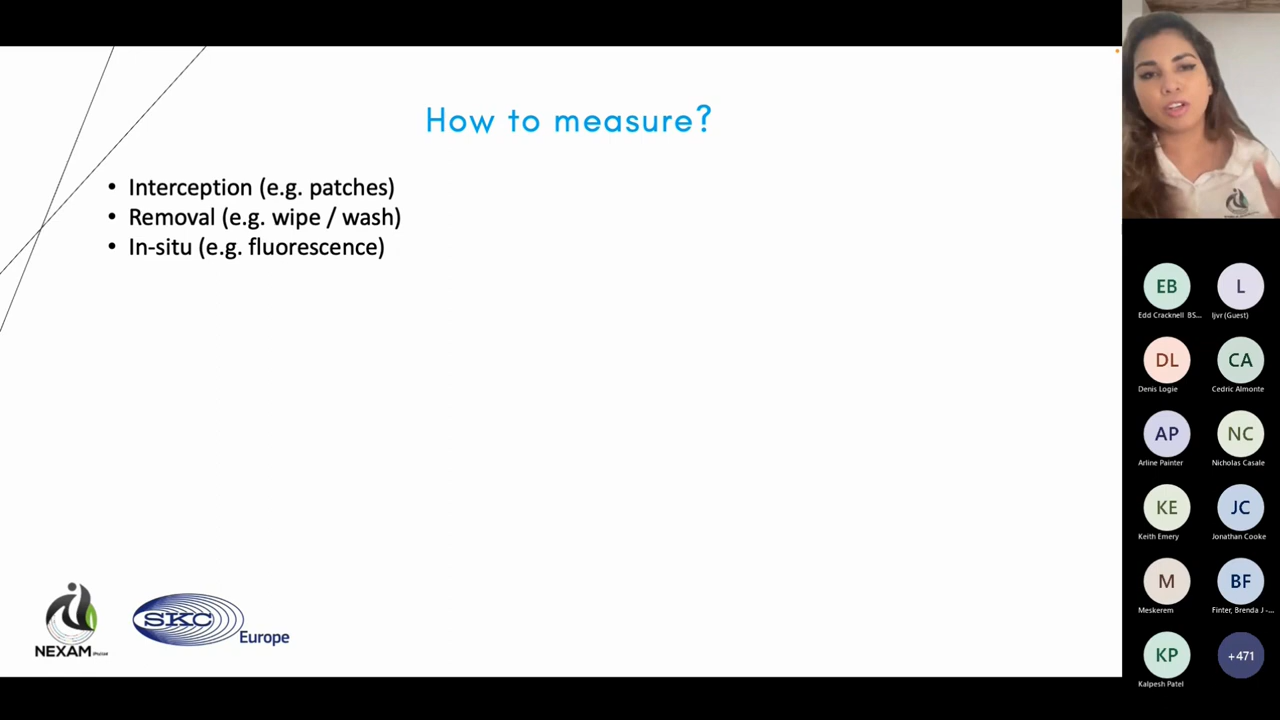 How to measure?
• Interception (e.g. patches)
• Removal (e.g. wipe / wash)
• In-situ (e.g. fluorescence)
NEXAM
SKC
Europe
EB
Edd Cracknell BS...
L
ljvr (Guest)
DL
Denis Logie
CA
Cedric Almonte
AP
Arline Painter
NC
Nicholas Casale
KE
Keith Emery
JC
Jonathan Cooke
M
Meskerem
BF
Finter, Brenda J -...
KP
Kalpesh Patel
+471